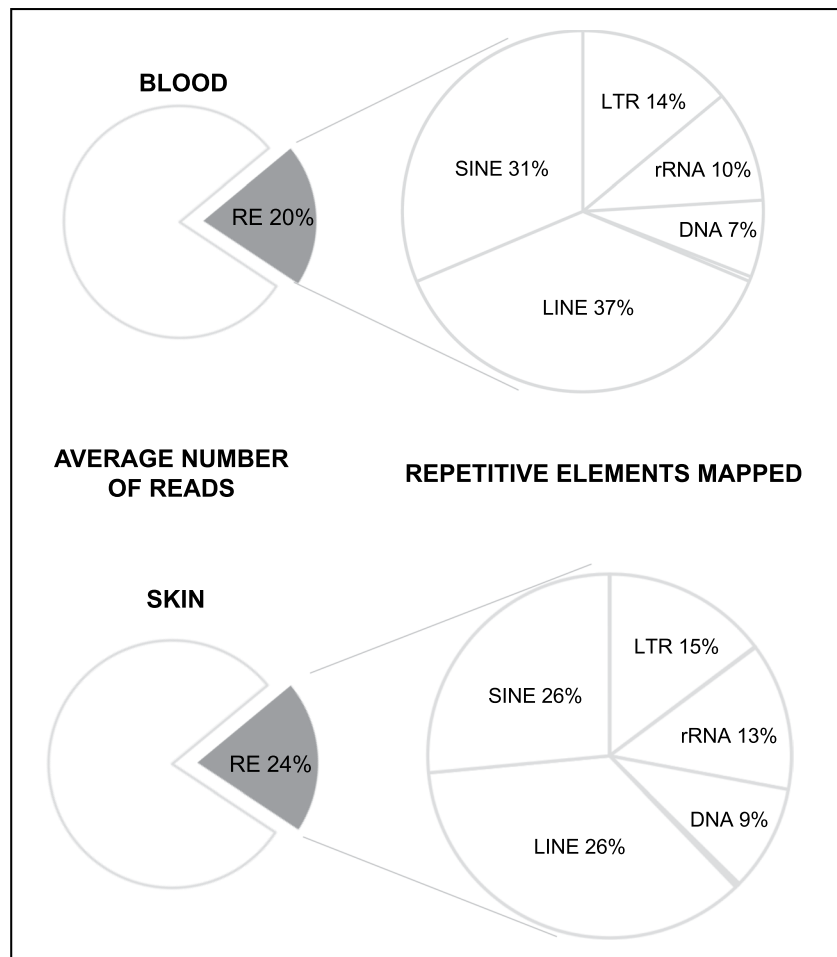 BLOOD
RE 20%
LTR 14%
SINE 31%
rRNA 10%
DNA 7%
LINE 37%
AVERAGE NUMBER
OF READS
REPETITIVE ELEMENTS MAPPED
SKIN
RE 24%
LTR 15%
SINE 26%
rRNA 13%
DNA 9%
LINE 26%